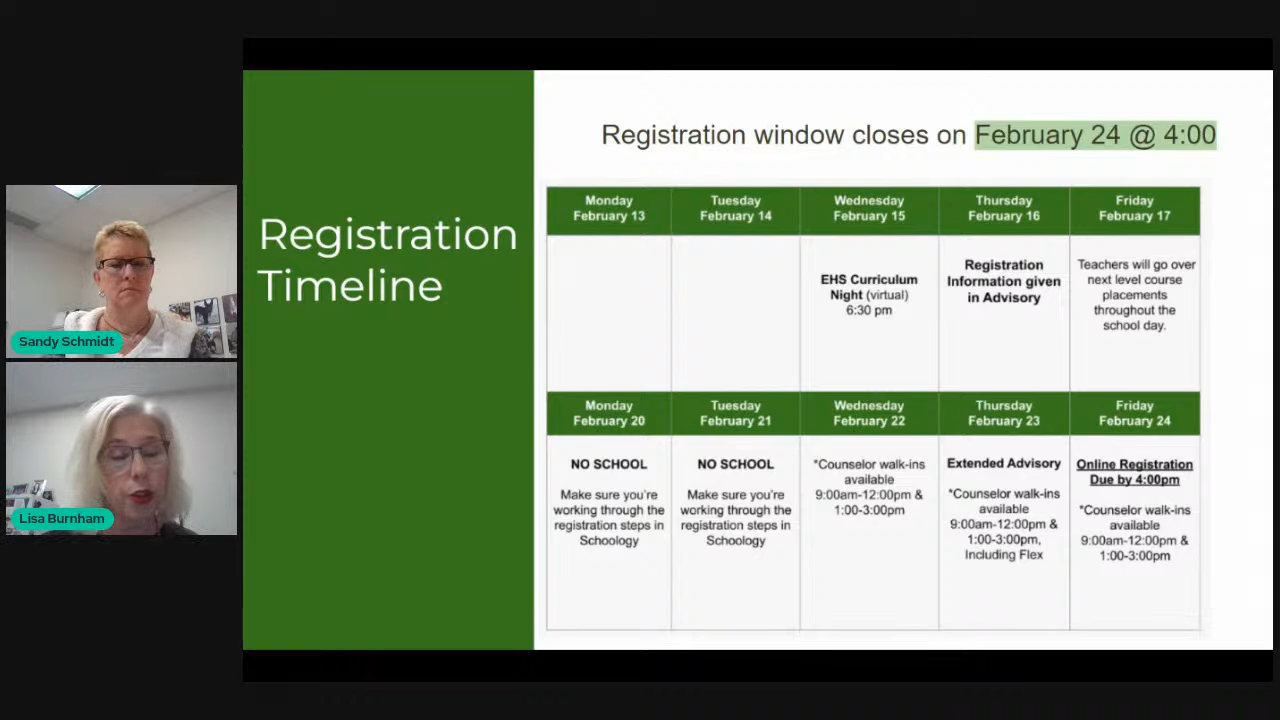 Registration window closes on February 24 @ 4:00
Registration
Timeline
Monday
February 13
Tuesday
February 14
Wednesday
February 15
Thursday
February 16
Friday
February 17
EHS Curriculum
Night (virtual)
6:30 pm
Registration
Information given
in Advisory
Teachers will go over
next level course
placements
throughout the
school day.
Monday
February 20
Tuesday
February 21
Wednesday
February 22
Thursday
February 23
Friday
February 24
NO SCHOOL
Make sure you're
working through the
registration steps in
Schoology
NO SCHOOL
Make sure you're
working through the
registration steps in
Schoology
*Counselor walk-ins
available
9:00am-12:00pm &
1:00-3:00pm
Extended Advisory
*Counselor walk-ins
available
9:00am-12:00pm &
1:00-3:00pm,
Including Flex
Online Registration
Due by 4:00pm
*Counselor walk-ins
available
9:00am-12:00pm &
1:00-3:00pm
Sandy Schmidt
Lisa Burnham